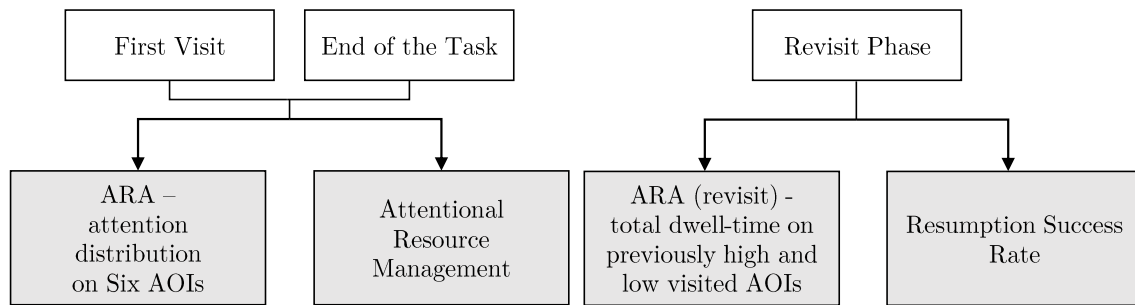 First Visit
End of the Task
Revisit Phase
ARA –
attention
distribution
on Six AOIs
Attentional
Resource
Management
ARA (revisit) -
total dwell-time on
previously high and
low visited AOIs
Resumption Success
Rate